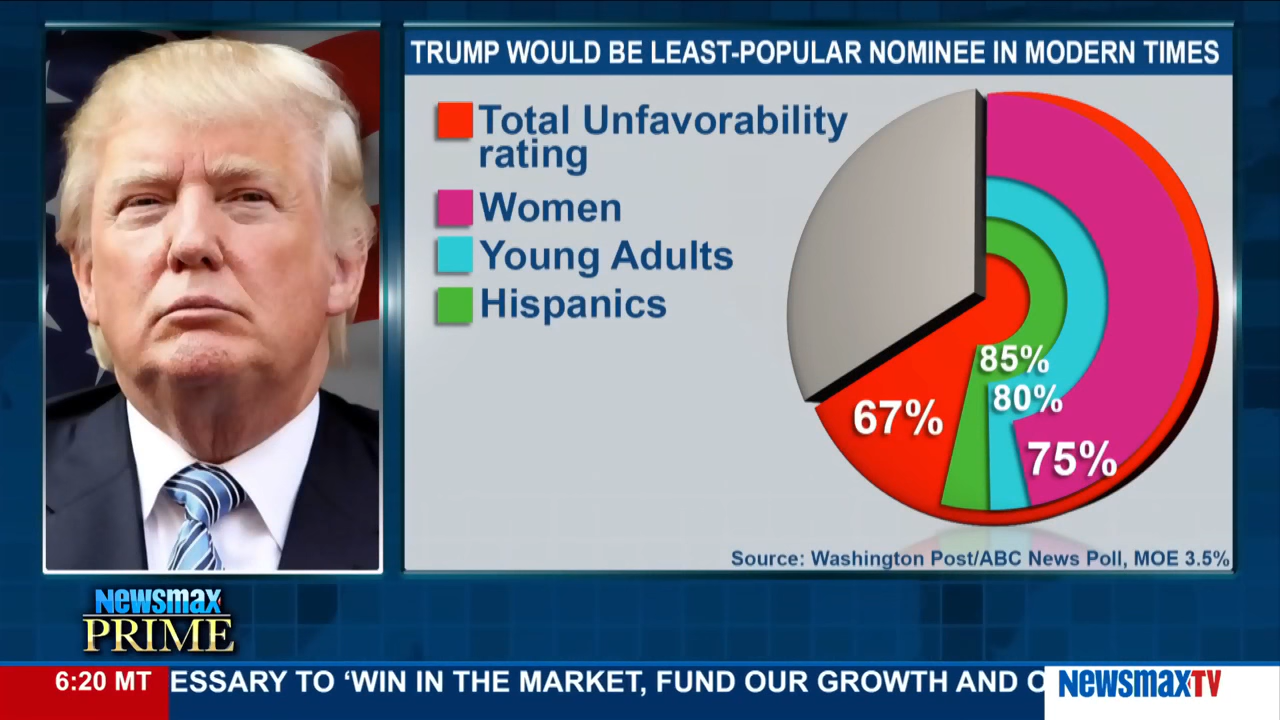 TRUMP WOULD BE LEAST-POPULAR NOMINEE IN MODERN TIMES
Total Unfavorability
rating
Women
Young Adults
Hispanics
85%
80%
67%
75%
Source: Washington Post/ABC News Poll, MOE 3.5%
Newsmax
PRIME
6:20 MT
ESSARY TO ‘WIN IN THE MARKET, FUND OUR GROWTH AND
NEWSMAXTV